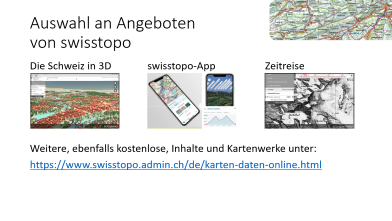 Auswahl an Angeboten
von swisstopo
Die Schweiz in 3D
swisstopo-App
Zeitreise
Weitere, ebenfalls kostenlose, Inhalte und Kartenwerke unter:
https://www.swisstopo.admin.ch/de/karten-daten-online.html